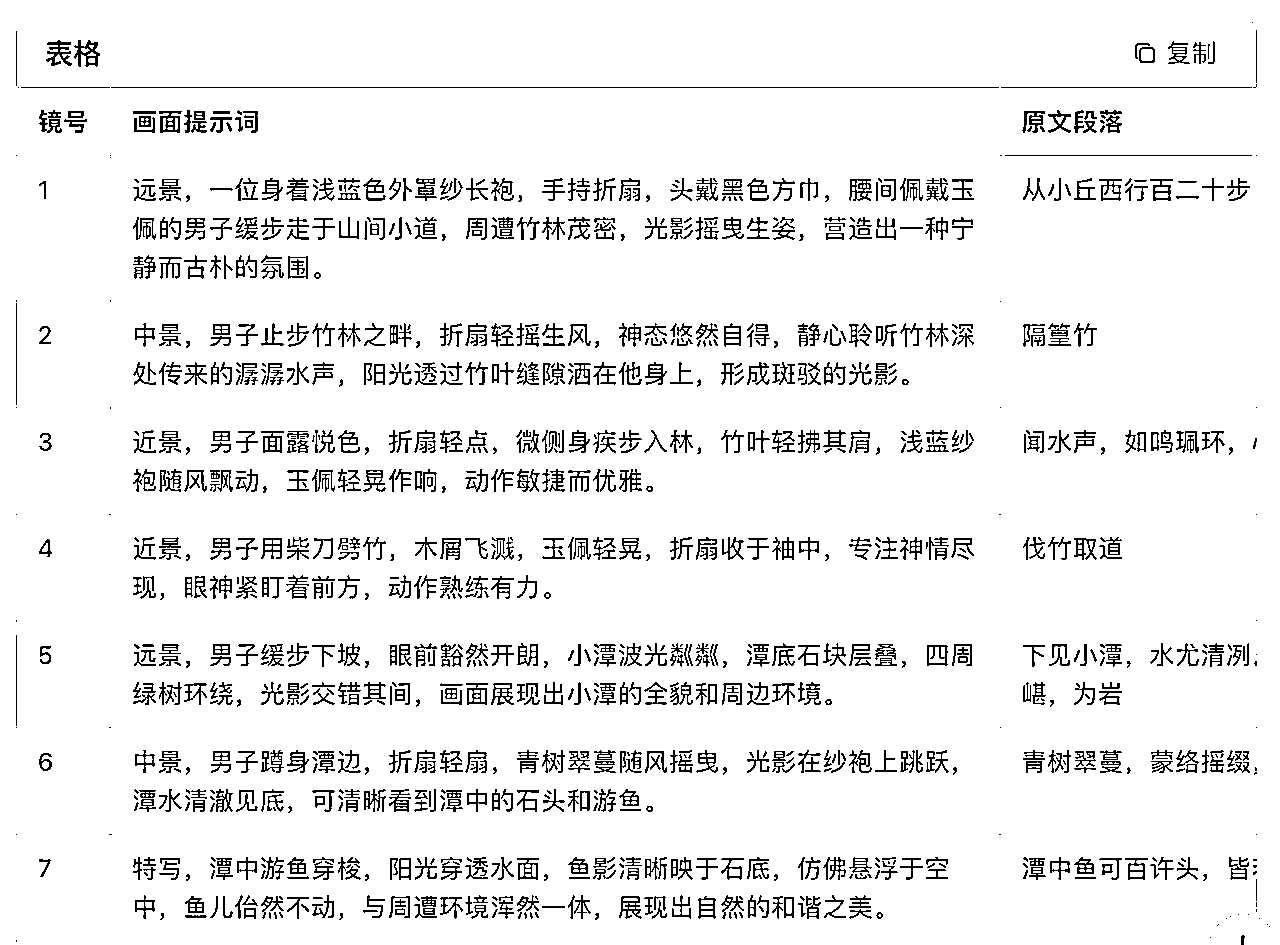 表格
复制
镜号 画面提示词 原文段落
1 远景，一位身着浅蓝色外罩纱长袍，手持折扇，头戴黑色方巾，腰间佩戴玉 从小丘西行百二十步
佩的男子缓步走于山间小道，周遭竹林茂密，光影摇曳生姿，营造出一种宁
静而古朴的氛围。
2 中景，男子止步竹林之畔，折扇轻摇生风，神态悠然自得，静心聆听竹林深 隔篁竹
处传来的潺潺水声，阳光透过竹叶缝隙洒在他身上，形成斑驳的光影。
3 近景，男子面露悦色，折扇轻点，微侧身疾步入林，竹叶轻拂其肩，浅蓝纱 闻水声，如鸣珮环，
袍随风飘动，玉佩轻晃作响，动作敏捷而优雅。
4 近景，男子用柴刀劈竹，木屑飞溅，玉佩轻晃，折扇收于袖中，专注神情尽 伐竹取道
现，眼神紧盯着前方，动作熟练有力。
5 远景，男子缓步下坡，眼前豁然开朗，小潭波光粼粼，潭底石块层叠，四周 下见小潭，水尤清冽
绿树环绕，光影交错其间，画面展现出小潭的全貌和周边环境。 嵁，为岩
6 中景，男子蹲身潭边，折扇轻扇，青树翠蔓随风摇曳，光影在纱袍上跳跃， 青树翠蔓，蒙络摇缀，
潭水清澈见底，可清晰看到潭中的石头和游鱼。
7 特写，潭中游鱼穿梭，阳光穿透水面，鱼影清晰映于石底，仿佛悬浮于空 潭中鱼可百许头，皆
中，鱼儿佁然不动，与周遭环境浑然一体，展现出自然的和谐之美。